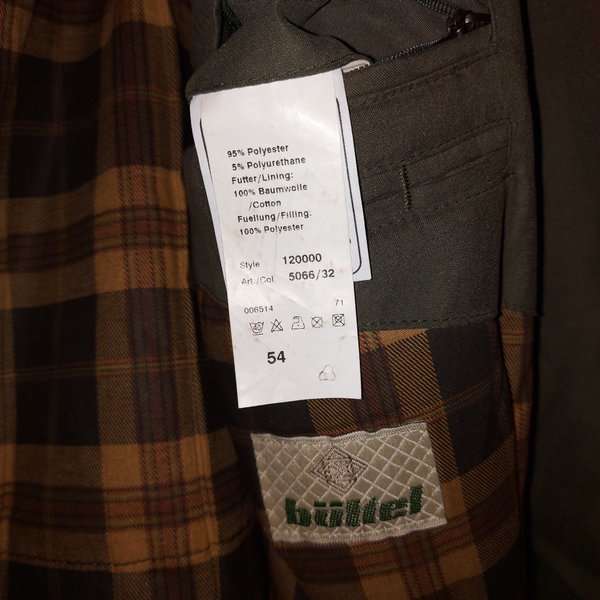 95% Polyester
5% Polyurethane
Futter/Lining:
100% Baumwolle
/Cotton
Fuellung/Filling:
100% Polyester
Style 120000
Art./Col. 5066/32
006514 71
54
hüttel